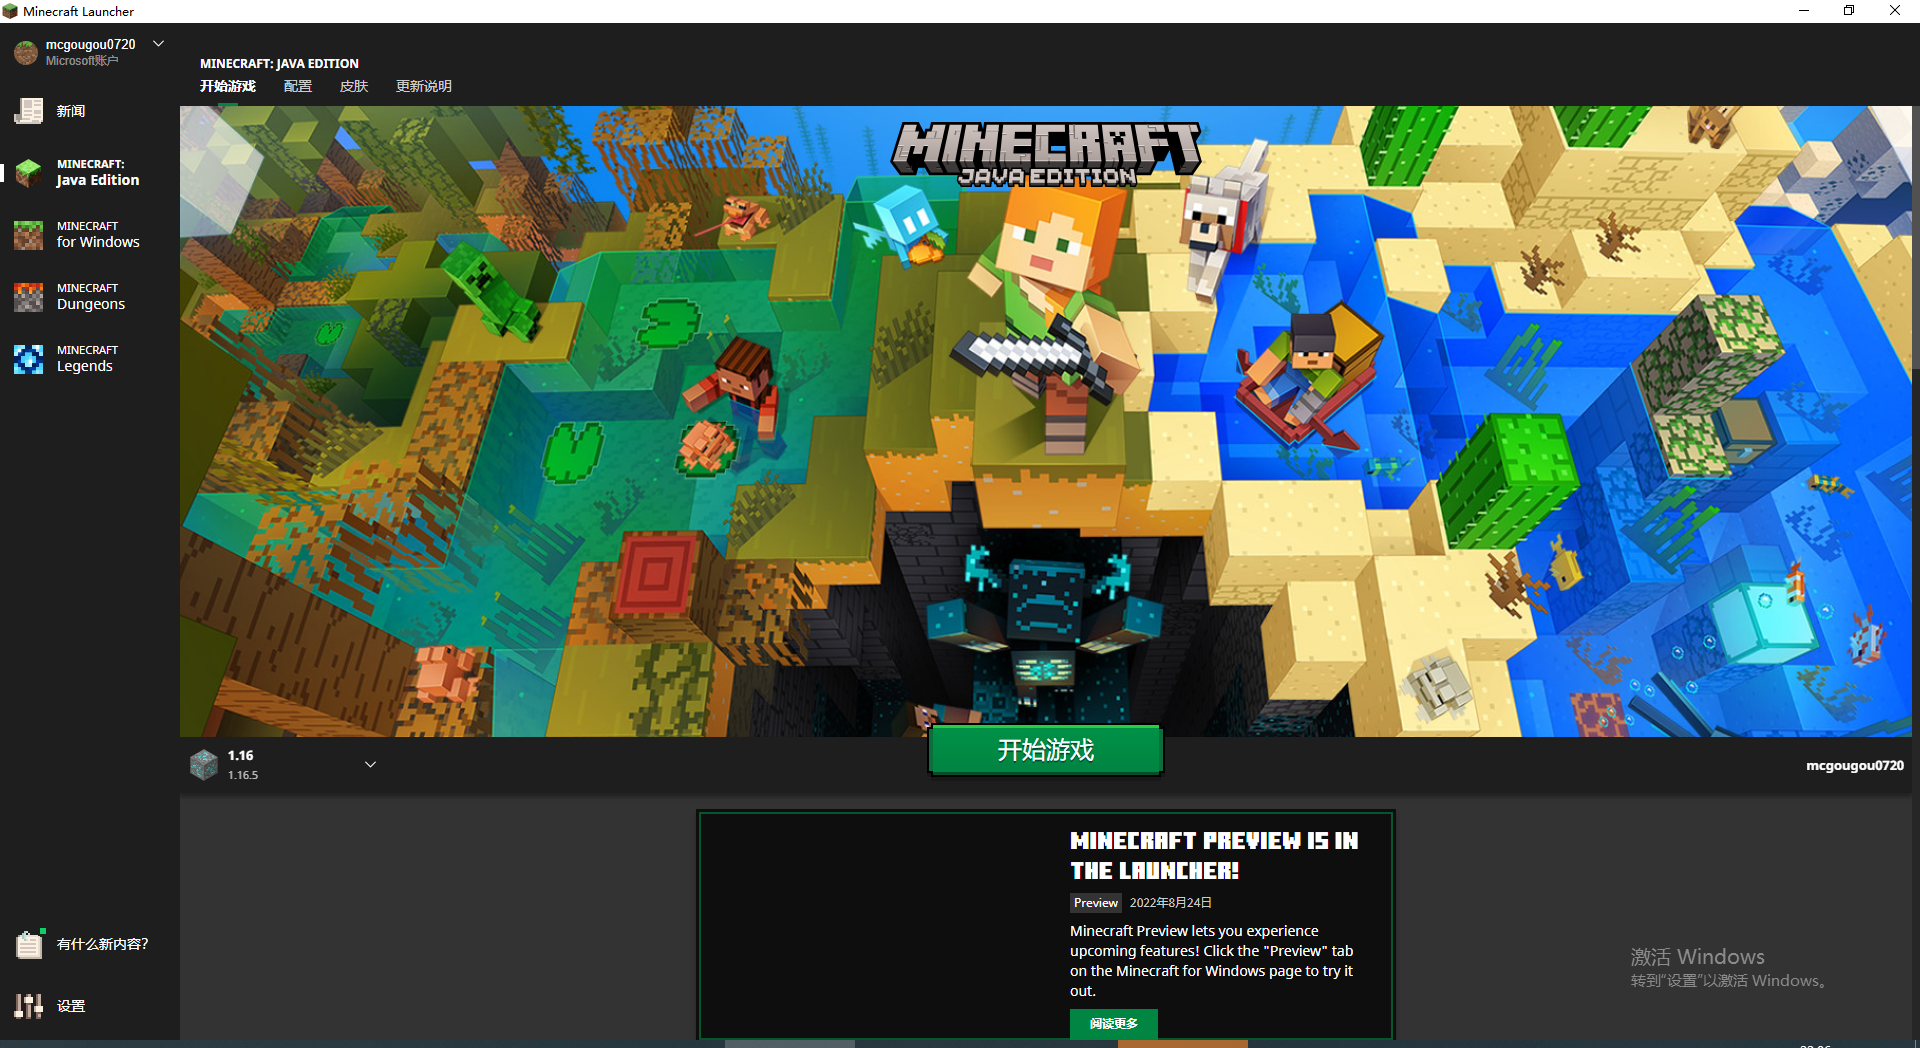 Minecraft Launcher
mcgougou0720
Microsoft账户
新闻
MINECRAFT:
Java Edition
MINECRAFT
for Windows
MINECRAFT
Dungeons
MINECRAFT
Legends
有什么新内容?
设置
MINECRAFT: JAVA EDITION
开始游戏 配置 皮肤 更新说明
MINECRAFT
JAVA EDITION
1.16
1.16.5
开始游戏
mcgougou0720
MINECRAFT PREVIEW IS IN
THE LAUNCHER!
Preview 2022年8月24日
Minecraft Preview lets you experience
upcoming features! Click the "Preview" tab
on the Minecraft for Windows page to try it
out.
阅读更多
激活 Windows
转到"设置"以激活 Windows。